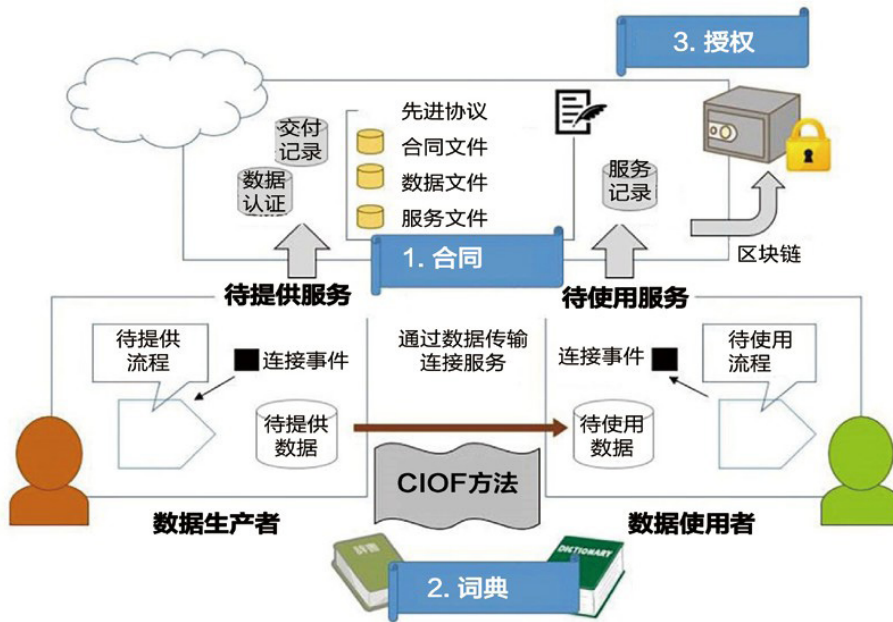 3. 授权
先进协议
交付
记录
合同文件
数据
认证
数据文件
服务
记录
服务文件
区块链
1. 合同
待提供服务
待使用服务
待提供
流程
连接事件
通过数据传输
连接服务
连接事件
待使用
流程
待提供
数据
待使用
数据
CIOF方法
数据生产者
数据使用者
DICTIONARY
2. 词典